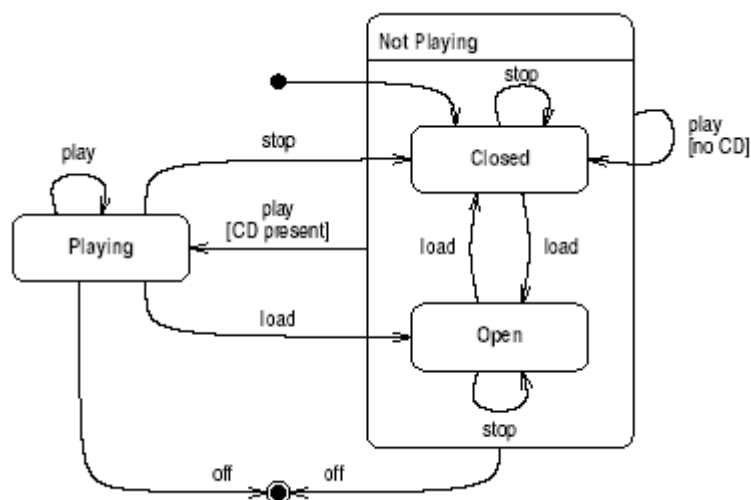 Not Playing
stop
play
[no CD]
Closed
play
stop
play
[CD present]
Playing
load
load
load
Open
stop
off
off